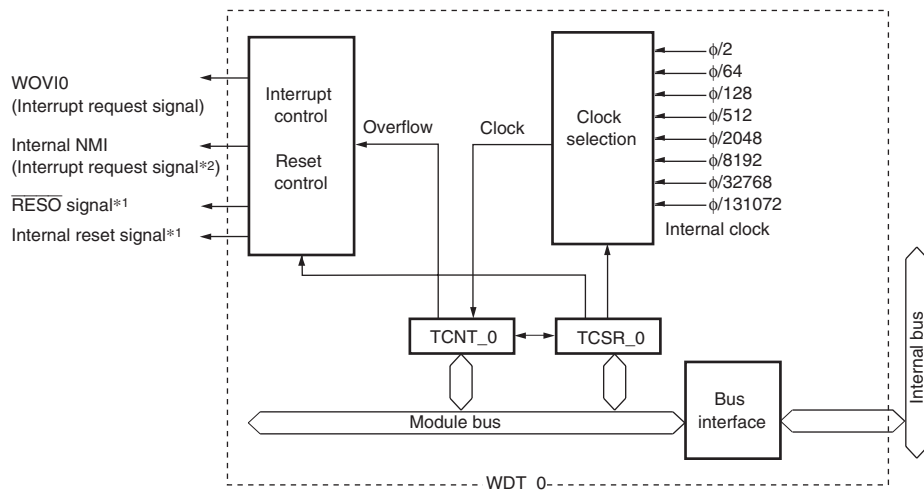 WOVI0
(Interrupt request signal)
Internal NMI
(Interrupt request signal*2)
RESO signal*1
Internal reset signal*1
Interrupt
control
Reset
control
Overflow
Clock
Clock
selection
ϕ/2
ϕ/64
ϕ/128
ϕ/512
ϕ/2048
ϕ/8192
ϕ/32768
ϕ/131072
Internal clock
TCNT_0
TCSR_0
Module bus
Bus
interface
Internal bus
WDT_0